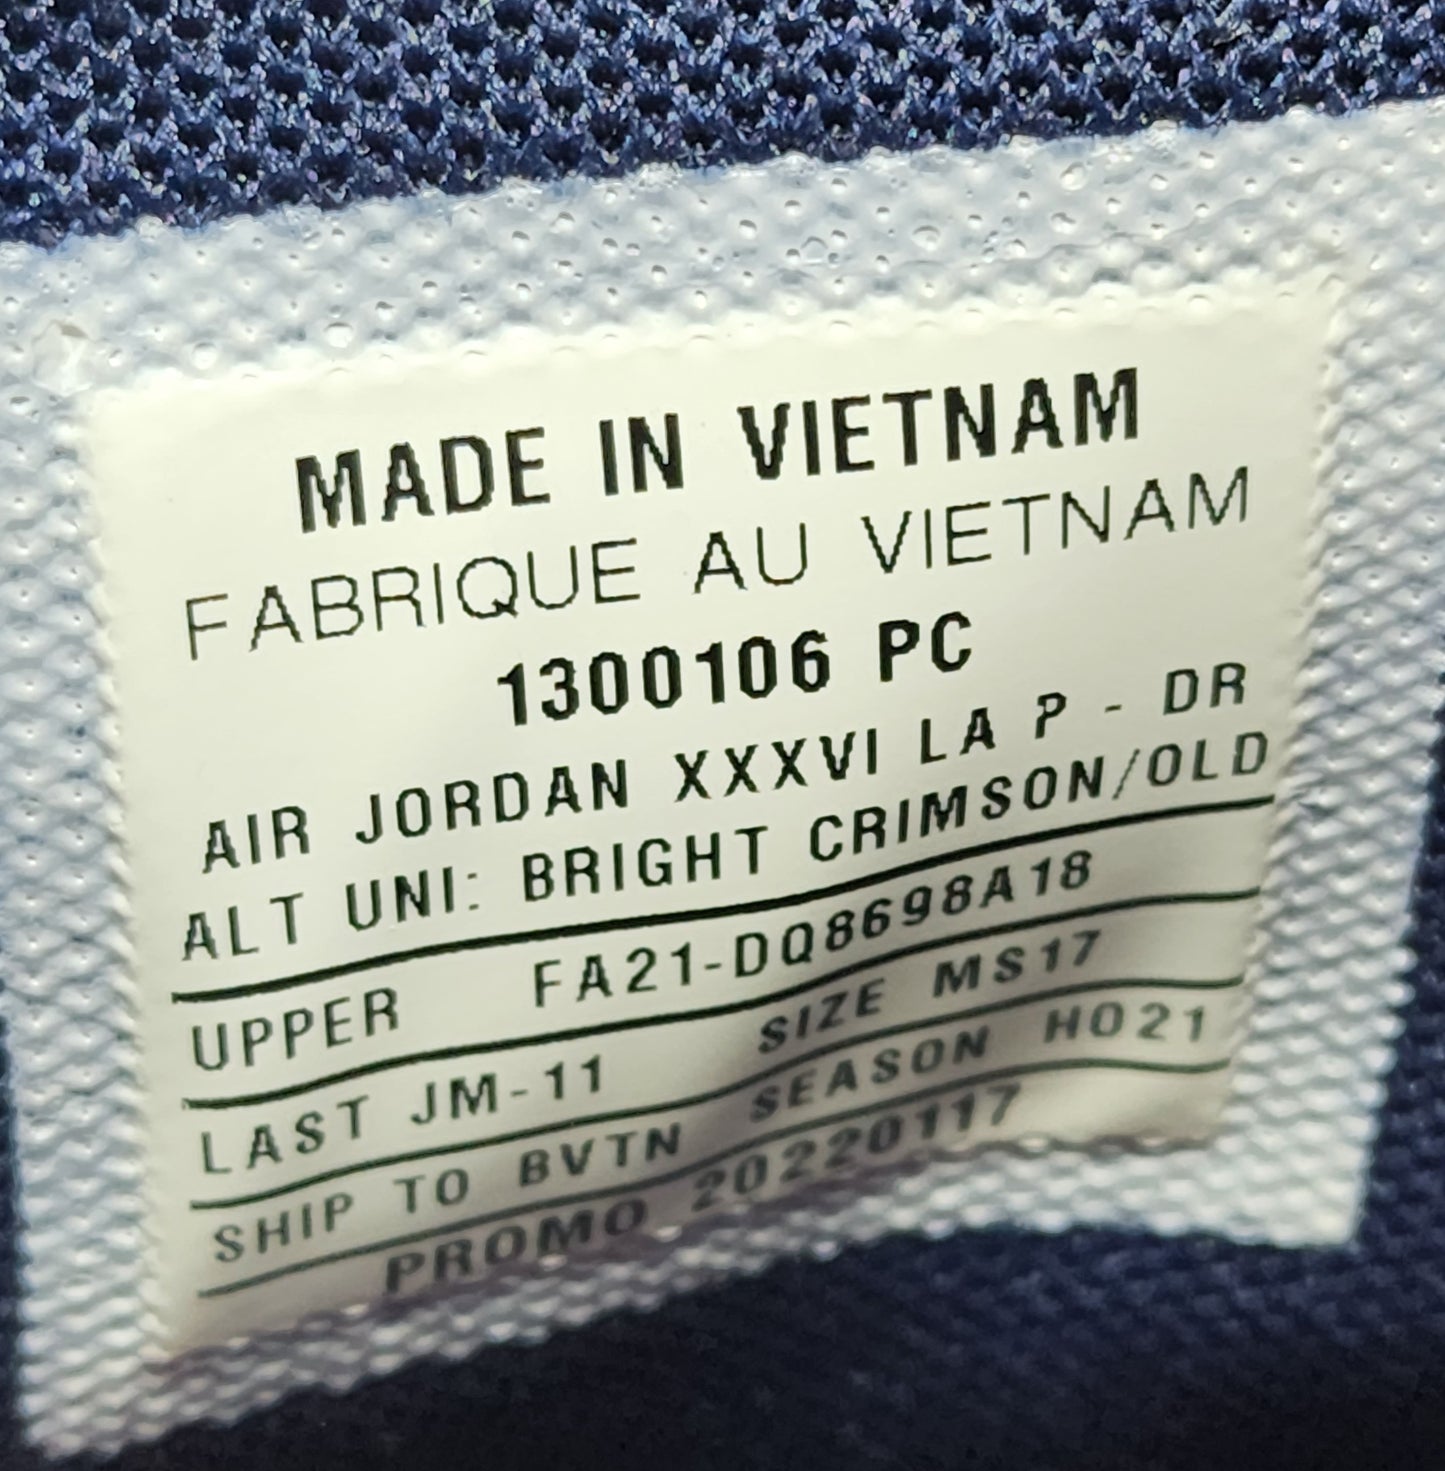 MADE IN VIETNAM
FABRIQUE AU VIETNAM
1300106 PC
AIR JORDAN XXXVI LA P - DR
ALT UNI: BRIGHT CRIMSON/OLD
UPPER FA21-DQ8698A18
LAST JM-11 SIZE MS17
SHIP TO BVTN SEASON HO21
PROMO 20220117